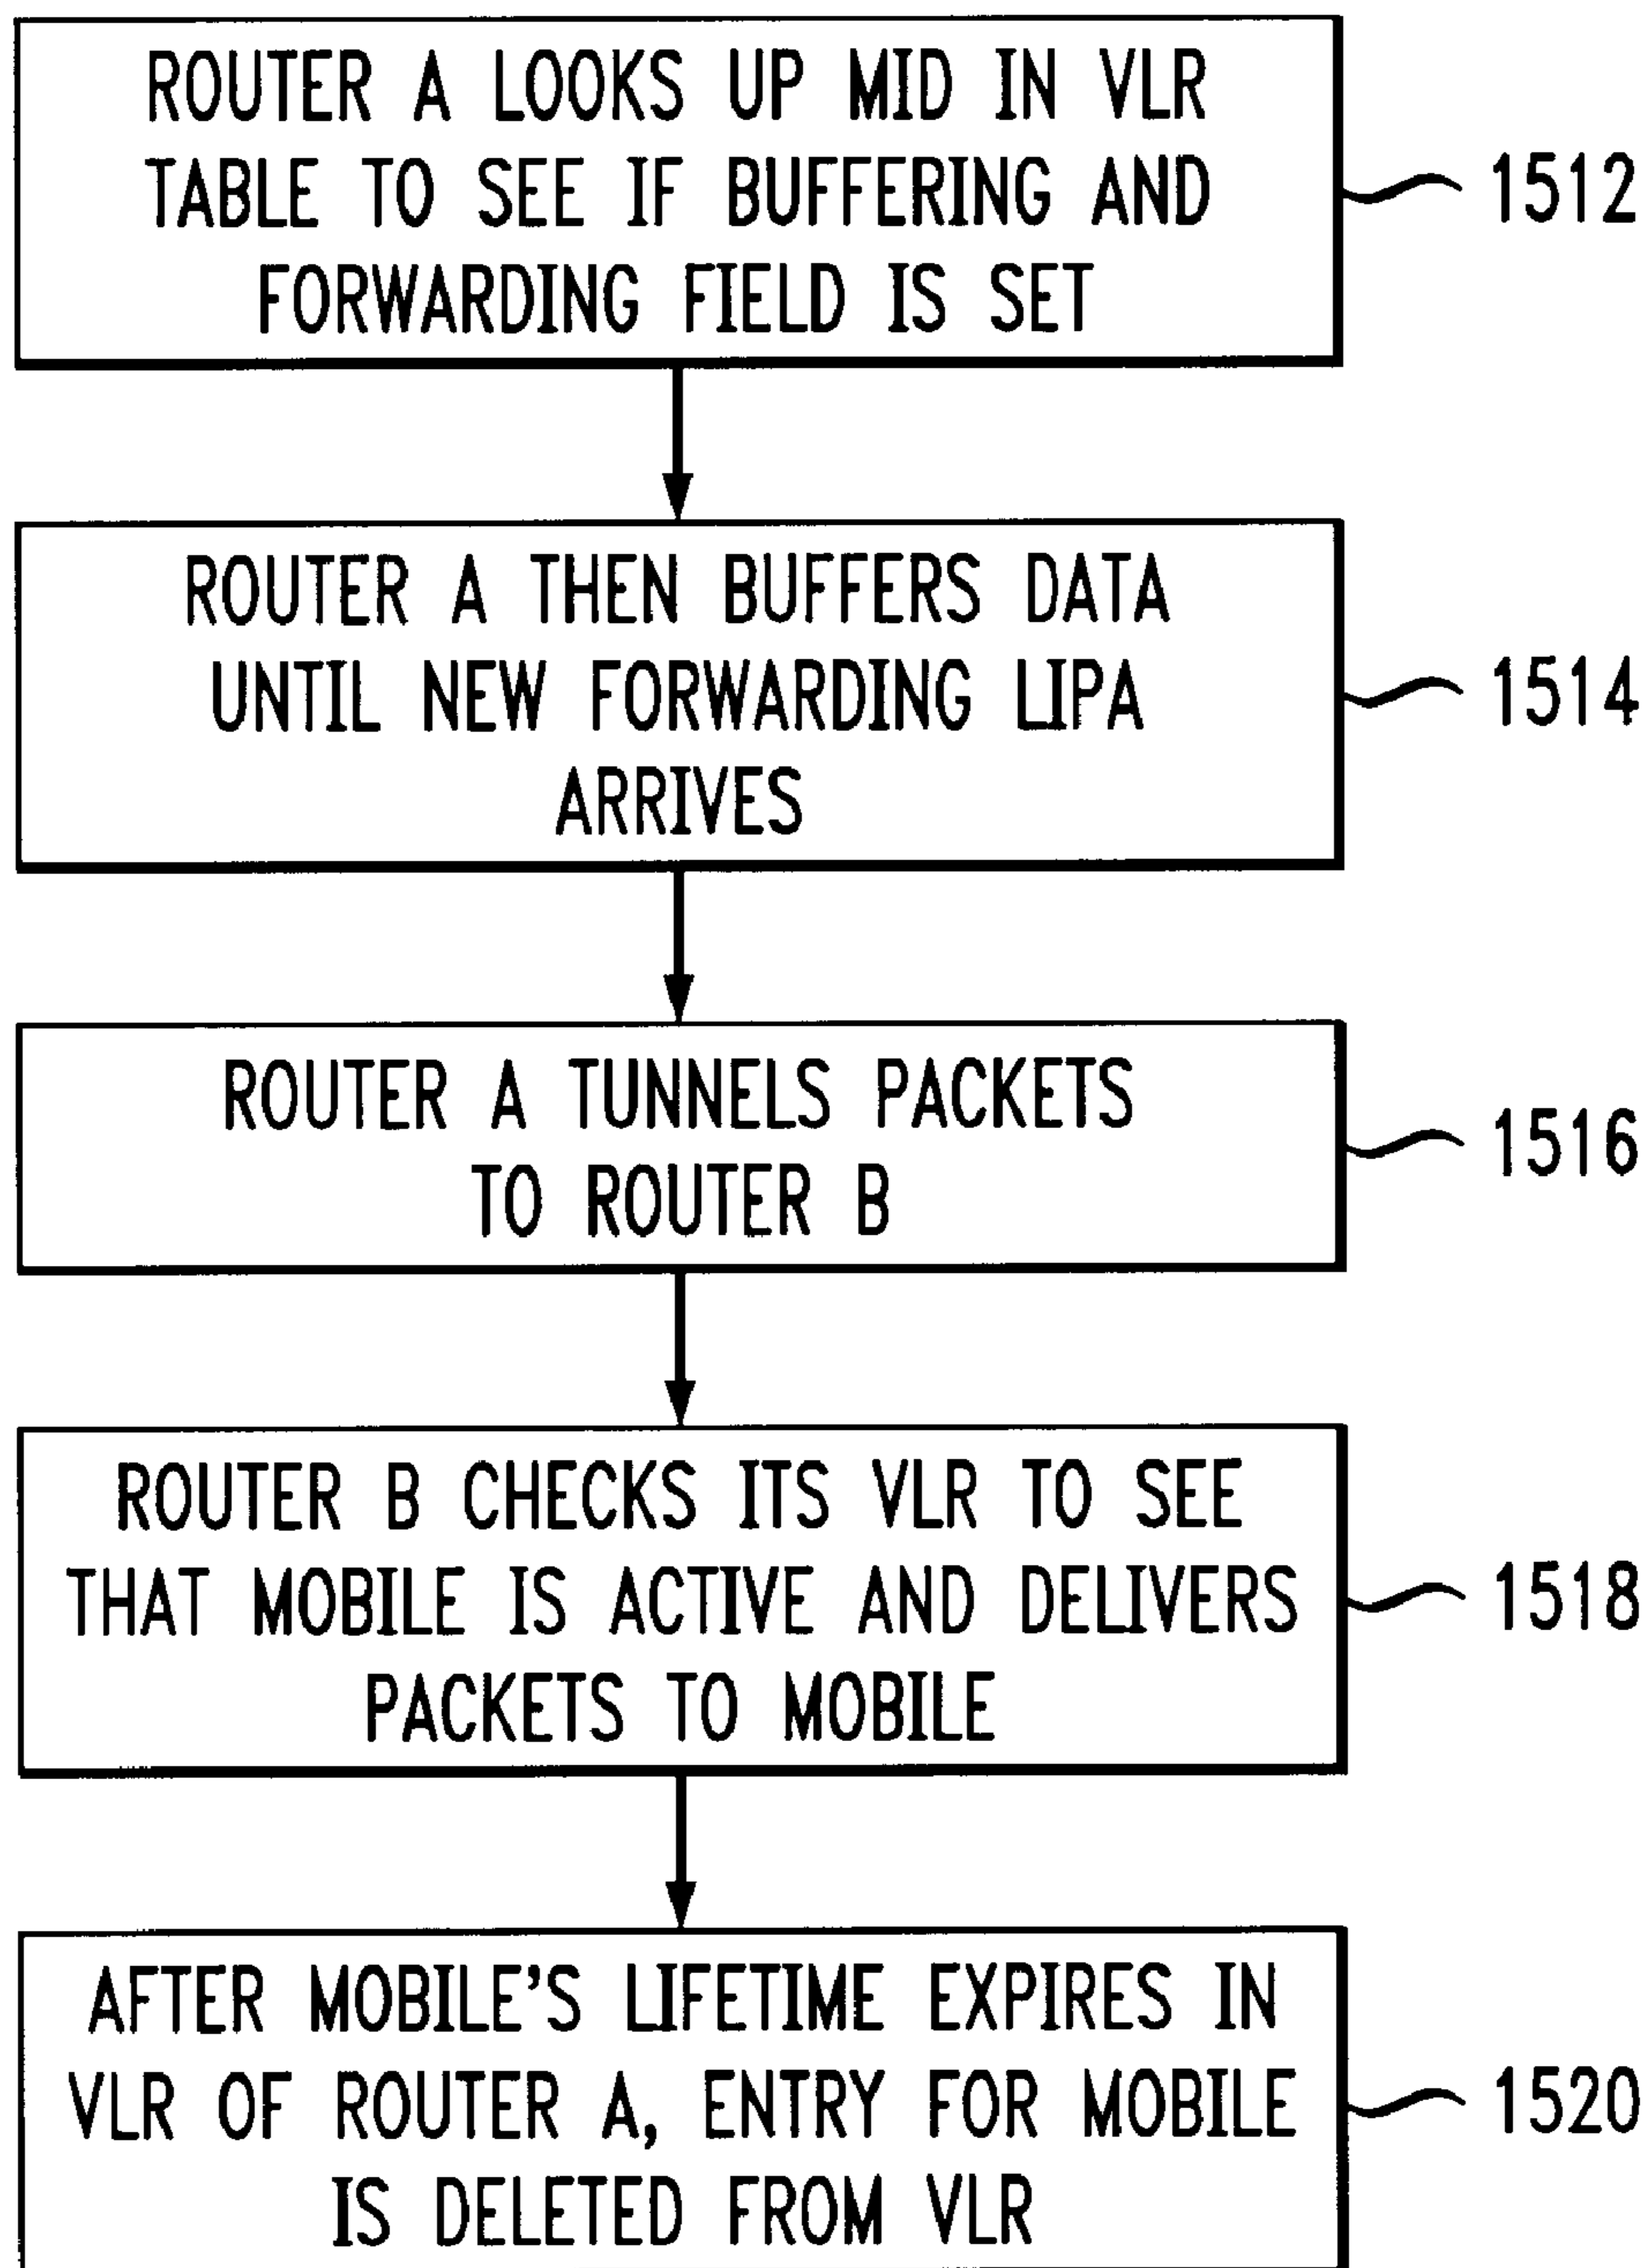 ROUTER A LOOKS UP MID IN VLR
TABLE TO SEE IF BUFFERING AND
FORWARDING FIELD IS SET
1512
ROUTER A THEN BUFFERS DATA
UNTIL NEW FORWARDING LIPA
ARRIVES
1514
ROUTER A TUNNELS PACKETS
TO ROUTER B
1516
ROUTER B CHECKS ITS VLR TO SEE
THAT MOBILE IS ACTIVE AND DELIVERS
PACKETS TO MOBILE
1518
AFTER MOBILE'S LIFETIME EXPIRES IN
VLR OF ROUTER A, ENTRY FOR MOBILE
IS DELETED FROM VLR
1520